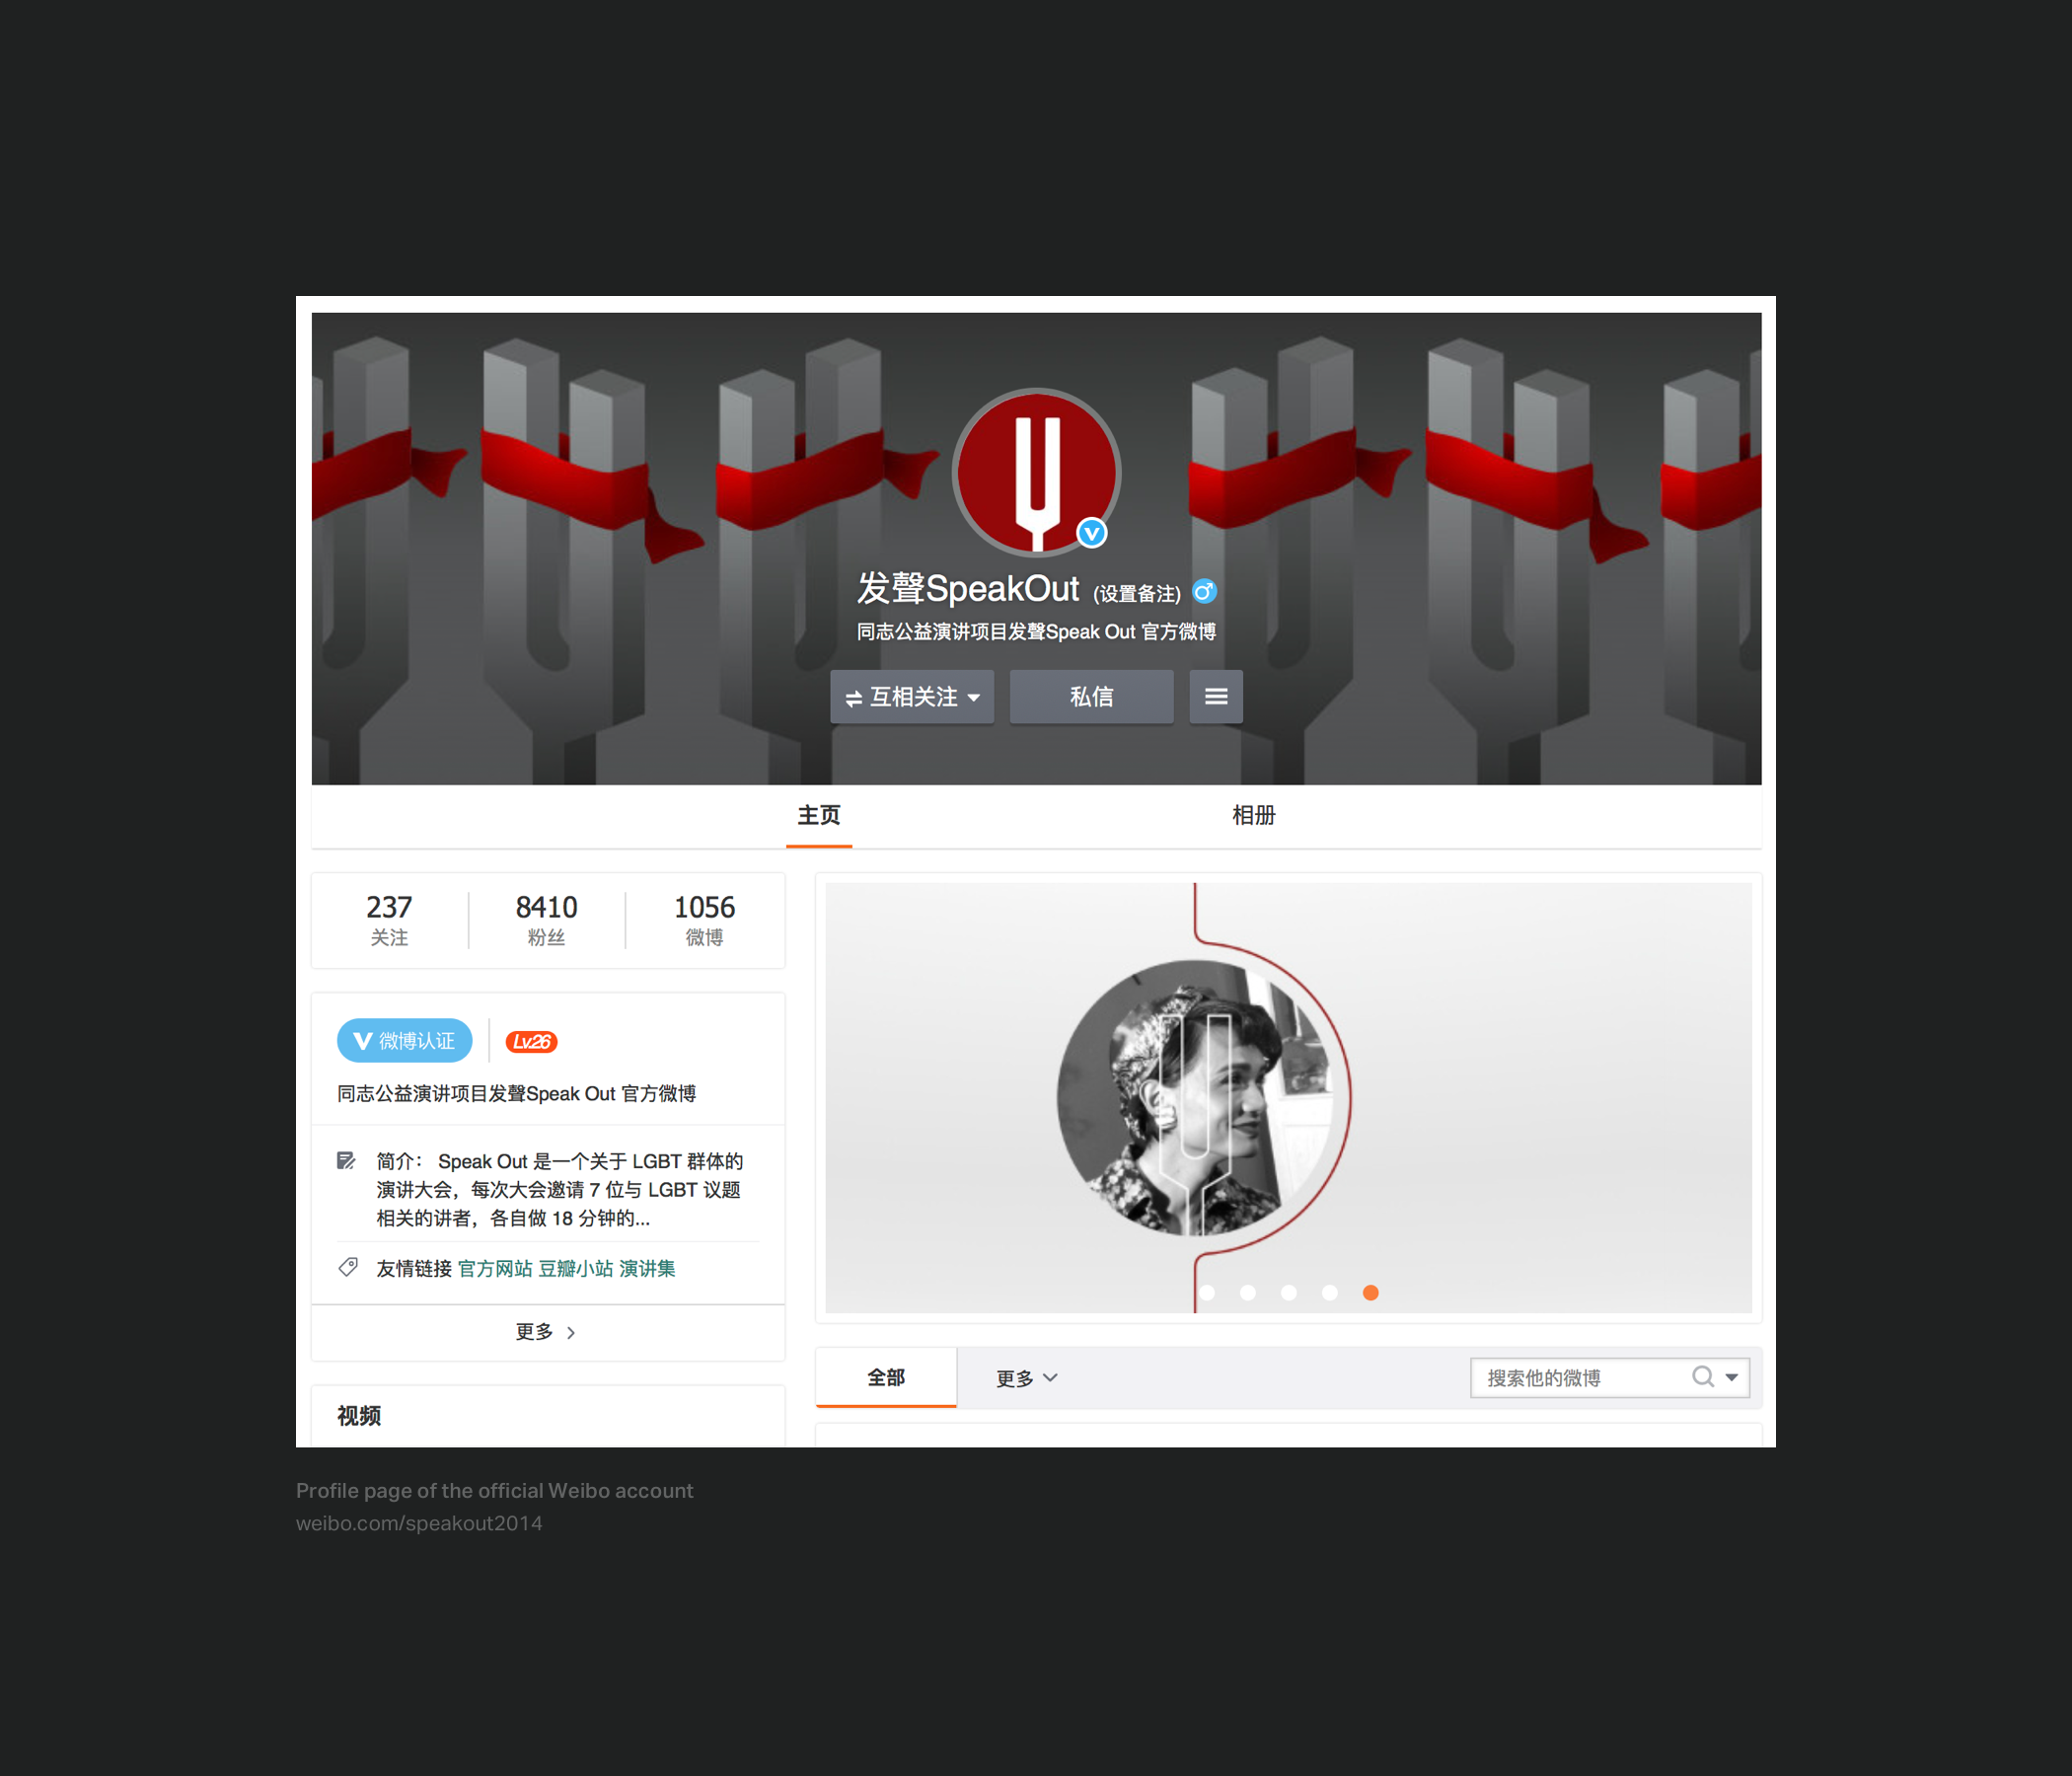 发聲SpeakOut (设置备注)
同志公益演讲项目发聲Speak Out 官方微博
互相关注
私信
主页
相册
237
关注
8410
粉丝
1056
微博
V 微博认证
Lv.26
同志公益演讲项目发聲Speak Out 官方微博
简介： Speak Out 是一个关于 LGBT 群体的
演讲大会，每次大会邀请 7 位与 LGBT 议题
相关的讲者，各自做 18 分钟的...
友情链接 官方网站 豆瓣小站 演讲集
更多
视频
全部
更多
搜索他的微博
Profile page of the official Weibo account
weibo.com/speakout2014